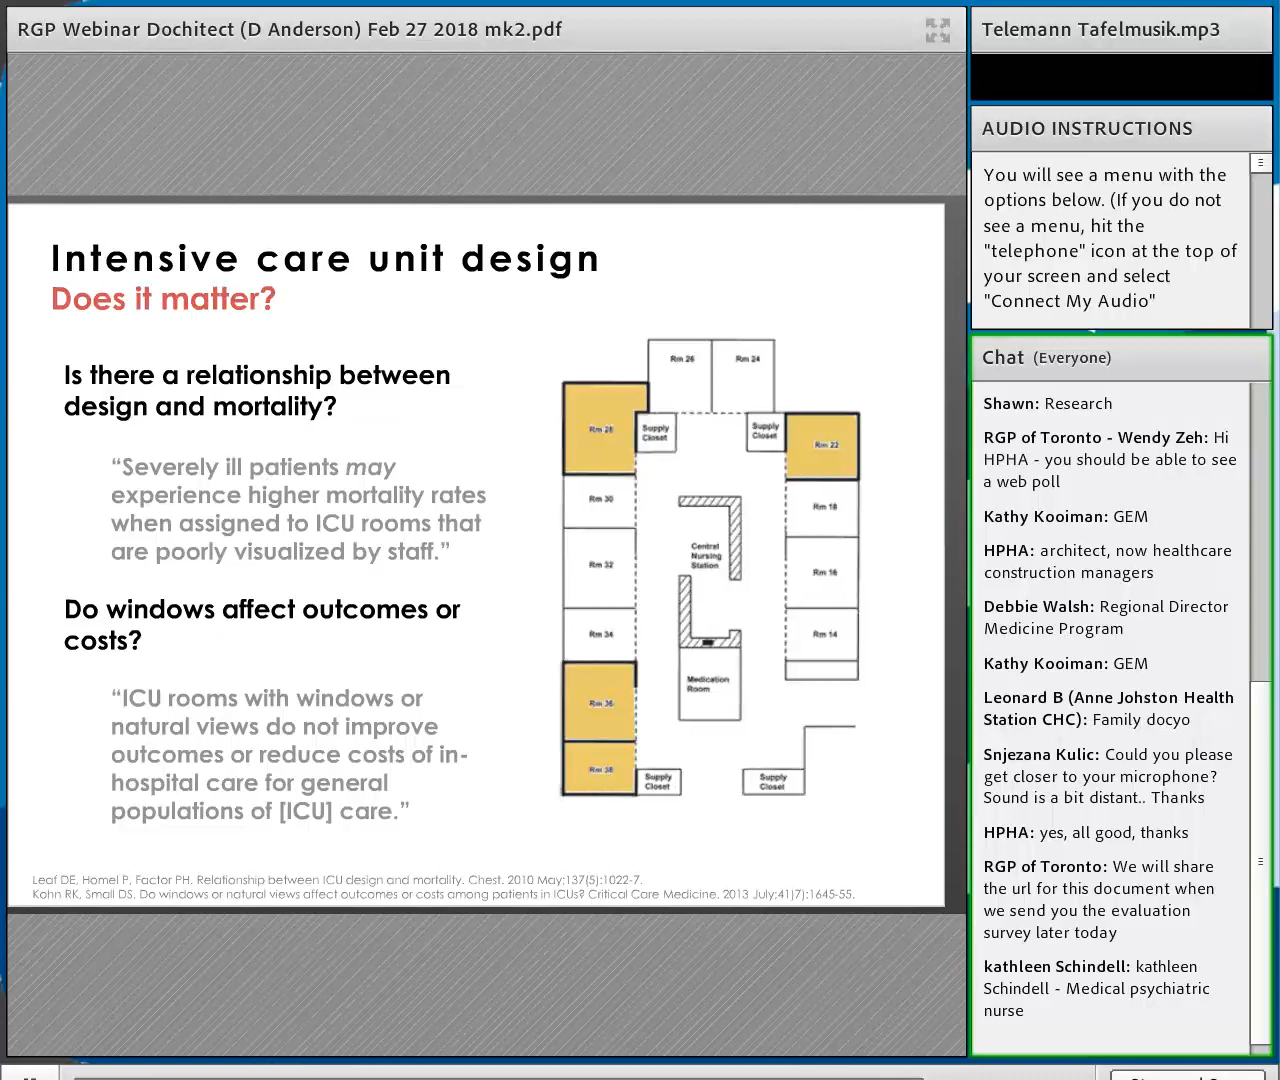 RGP Webinar Dochitect (D Anderson) Feb 27 2018 mk2.pdf
Intensive care unit design
Does it matter?
Is there a relationship between
design and mortality?
“Severely ill patients may
experience higher mortality rates
when assigned to ICU rooms that
are poorly visualized by staff.”
Do windows affect outcomes or
costs?
“ICU rooms with windows or
natural views do not improve
outcomes or reduce costs of in-
hospital care for general
populations of [ICU] care.”
Rm 26
Rm 24
Rm 28
Supply
Closet
Supply
Closet
Rm 22
Rm 30
Rm 18
Central
Nursing
Station
Rm 32
Rm 16
Rm 34
Rm 14
Medication
Room
Rm 36
Rm 38
Supply
Closet
Supply
Closet
Leaf DE, Homel P, Factor PH. Relationship between ICU design and mortality. Chest. 2010 May;137(5):1022-7.
Kohn RK, Small DS. Do windows or natural views affect outcomes or costs among patients in ICUs? Critical Care Medicine. 2013 July;41)7):1645-55.
Telemann Tafelmusik.mp3
AUDIO INSTRUCTIONS
You will see a menu with the
options below. (If you do not
see a menu, hit the
"telephone" icon at the top of
your screen and select
"Connect My Audio"
Chat (Everyone)
Shawn: Research
RGP of Toronto - Wendy Zeh: Hi
HPHA - you should be able to see
a web poll
Kathy Kooiman: GEM
HPHA: architect, now healthcare
construction managers
Debbie Walsh: Regional Director
Medicine Program
Kathy Kooiman: GEM
Leonard B (Anne Johston Health
Station CHC): Family docyo
Snjezana Kulic: Could you please
get closer to your microphone?
Sound is a bit distant.. Thanks
HPHA: yes, all good, thanks
RGP of Toronto: We will share
the url for this document when
we send you the evaluation
survey later today
kathleen Schindell: kathleen
Schindell - Medical psychiatric
nurse